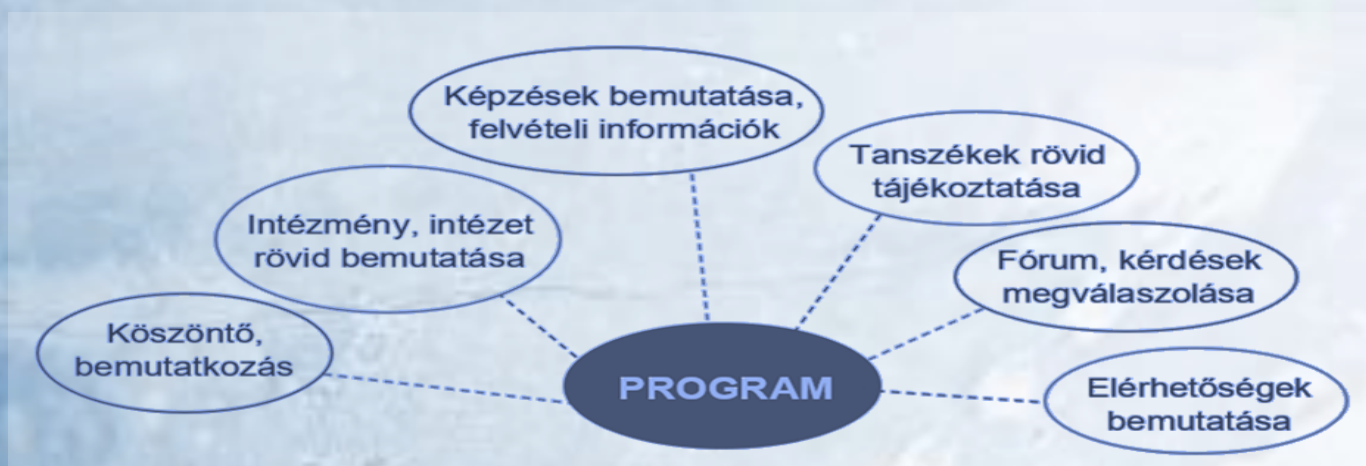 Köszöntő,
bemutatkozás
Intézmény, intézet
rövid bemutatása
Képzések bemutatása,
felvételi információk
Tanszékek rövid
tájékoztatása
Fórum, kérdések
megválaszolása
Elérhetőségek
bemutatása
PROGRAM